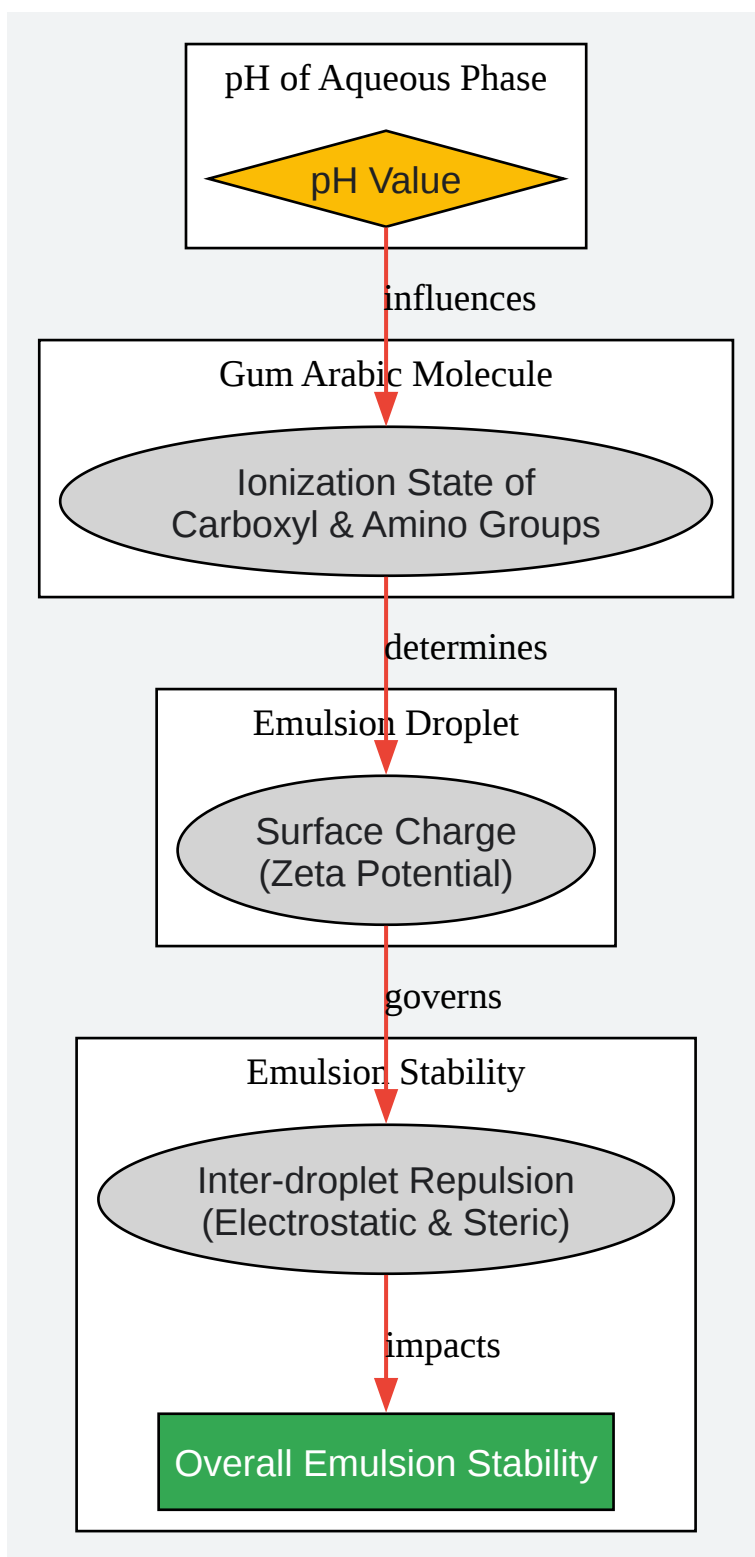 pH of Aqueous Phase
pH Value
influences
Gum Arabic Molecule
Ionization State of
Carboxyl & Amino Groups
determines
Emulsion Droplet
Surface Charge
(Zeta Potential)
governs
Emulsion Stability
Inter-droplet Repulsion
(Electrostatic & Steric)
impacts
Overall Emulsion Stability